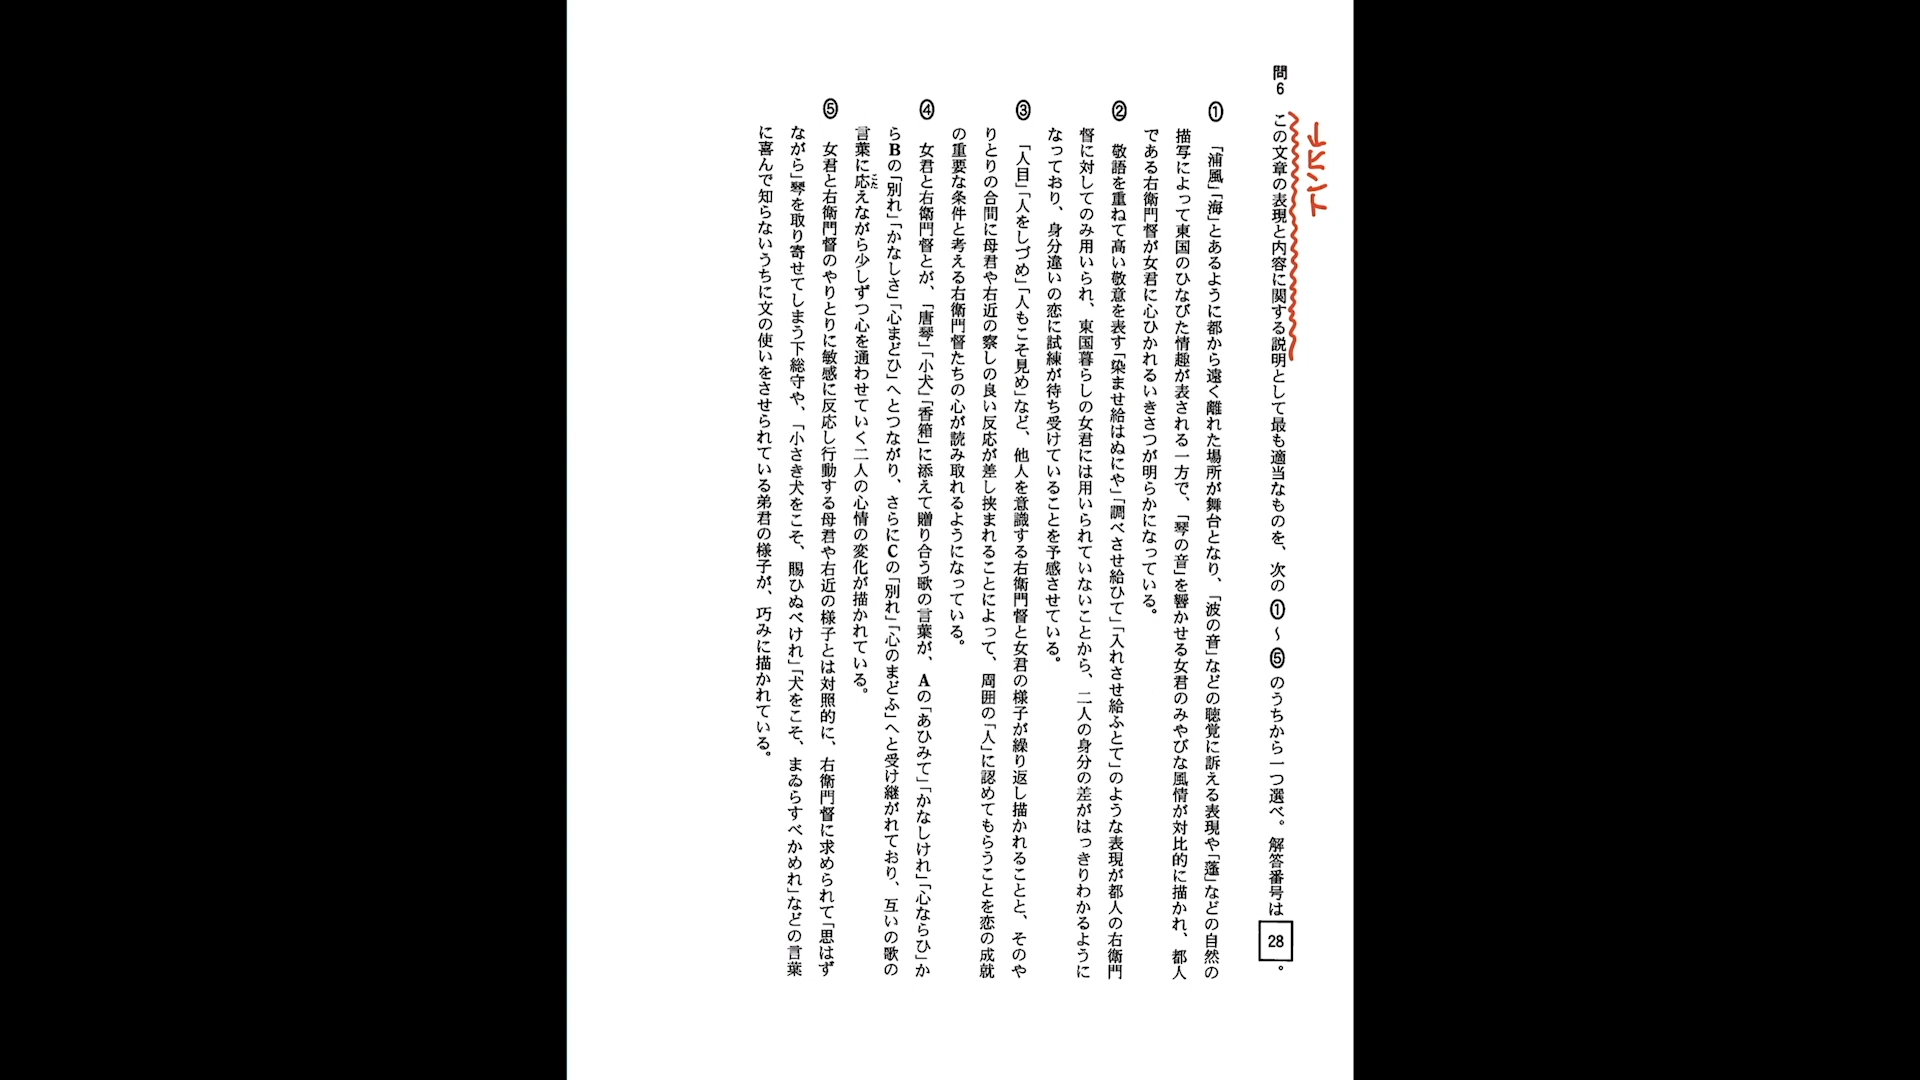 →ヒント
問6 この文章の表現と内容に関する説明として最も適当なものを、次の①～⑤のうちから一つ選べ。解答番号は28。
① 「浦風」「海」とあるように都から遠く離れた場所が舞台となり、「波の音」などの聴覚に訴える表現や「蓬」などの自然の
描写によって東国のひなびた情趣が表される一方で、「琴の音」を響かせる女君のみやびな風情が対比的に描かれ、都人
である右衛門督が女君に心ひかれるいきさつが明らかになっている。
② 敬語を重ねて高い敬意を表す「染ませ給はぬにや」「調べさせ給ひて」「入れさせ給ふとて」のような表現が都人の右衛門
督に対してのみ用いられ、東国暮らしの女君には用いられていないことから、二人の身分の差がはっきりわかるように
なっており、身分違いの恋に試練が待ち受けていることを予感させている。
③ 「人目」「人をしづめ」「人もこそ見め」など、他人を意識する右衛門督と女君の様子が繰り返し描かれることと、そのや
りとりの合間に母君や右近の察しの良い反応が差し挟まれることによって、周囲の「人」に認めてもらうことを恋の成就
の重要な条件と考える右衛門督たちの心が読み取れるようになっている。
④ 女君と右衛門督とが、「唐琴」「小犬」「香箱」に添えて贈り合う歌の言葉が、Aの「あひみて」「かなしけれ」「心ならひ」か
らBの「別れ」「かなしさ」「心まどひ」へとつながり、さらにCの「別れ」「心のまどふ」へと受け継がれており、互いの歌の
言葉に応こたえながら少しずつ心を通わせていく二人の心情の変化が描かれている。
⑤ 女君と右衛門督のやりとりに敏感に反応し行動する母君や右近の様子とは対照的に、右衛門督に求められて「思はず
ながら」琴を取り寄せてしまう下総守や、「小さき犬をこそ、賜ひぬべけれ」「犬をこそ、まゐらすべかめれ」などの言葉
に喜んで知らないうちに文の使いをさせられている弟君の様子が、巧みに描かれている。